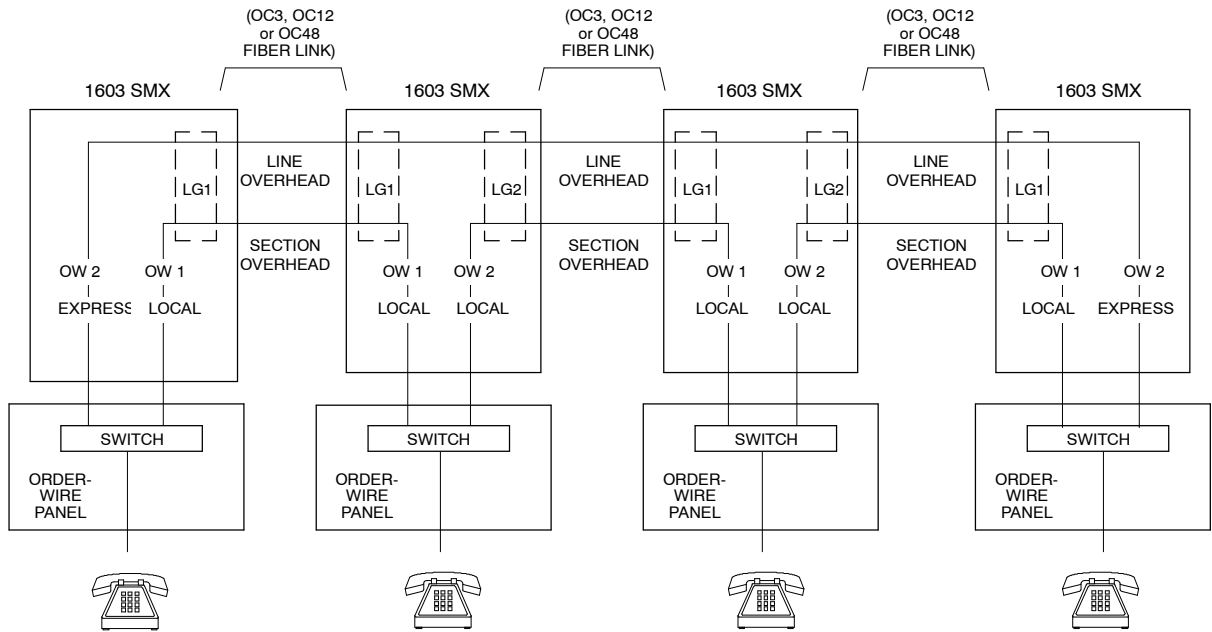 (OC3, OC12
or OC48
FIBER LINK)
(OC3, OC12
or OC48
FIBER LINK)
(OC3, OC12
or OC48
FIBER LINK)
1603 SMX
1603 SMX
1603 SMX
1603 SMX
LINE
OVERHEAD
LINE
OVERHEAD
LINE
OVERHEAD
LG1
LG1
LG2
LG1
LG2
LG1
SECTION
OVERHEAD
SECTION
OVERHEAD
SECTION
OVERHEAD
OW 2
OW 1
OW 1
OW 2
OW 1
OW 2
OW 1
OW 2
EXPRESS
LOCAL
LOCAL
LOCAL
LOCAL
LOCAL
LOCAL
EXPRESS
SWITCH
SWITCH
SWITCH
SWITCH
ORDER-
WIRE
PANEL
ORDER-
WIRE
PANEL
ORDER-
WIRE
PANEL
ORDER-
WIRE
PANEL